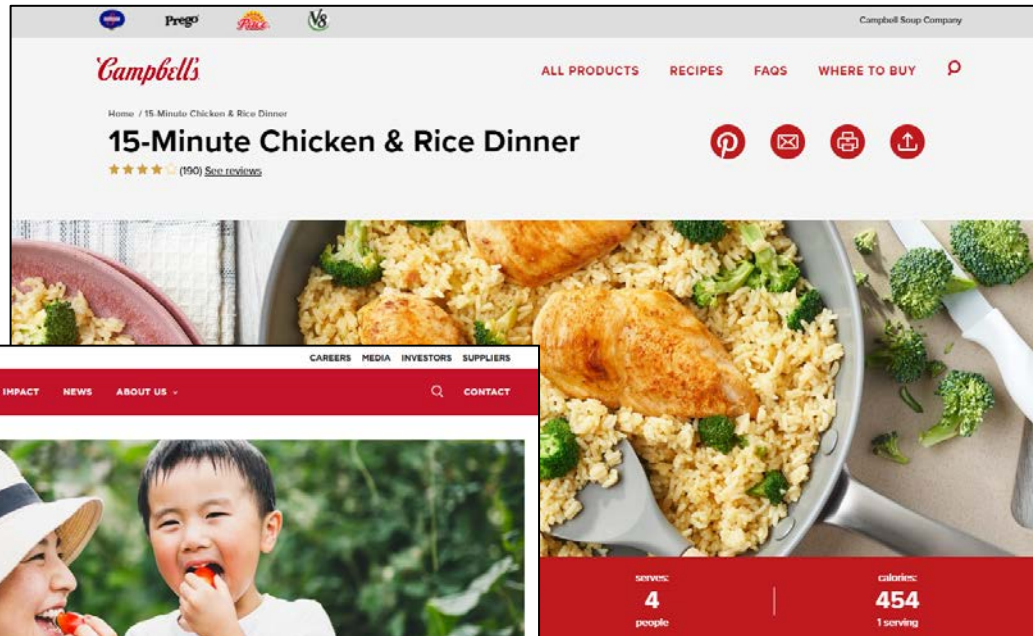 Prego
Pace
V8
Campbell Soup Company
Campbell's
ALL PRODUCTS RECIPES FAQS WHERE TO BUY
Home / 15-Minute Chicken & Rice Dinner
15-Minute Chicken & Rice Dinner
(190) See reviews
CAREERS MEDIA INVESTORS SUPPLIERS
IMPACT NEWS ABOUT US CONTACT
serves:
4
people
calories:
454
1 serving